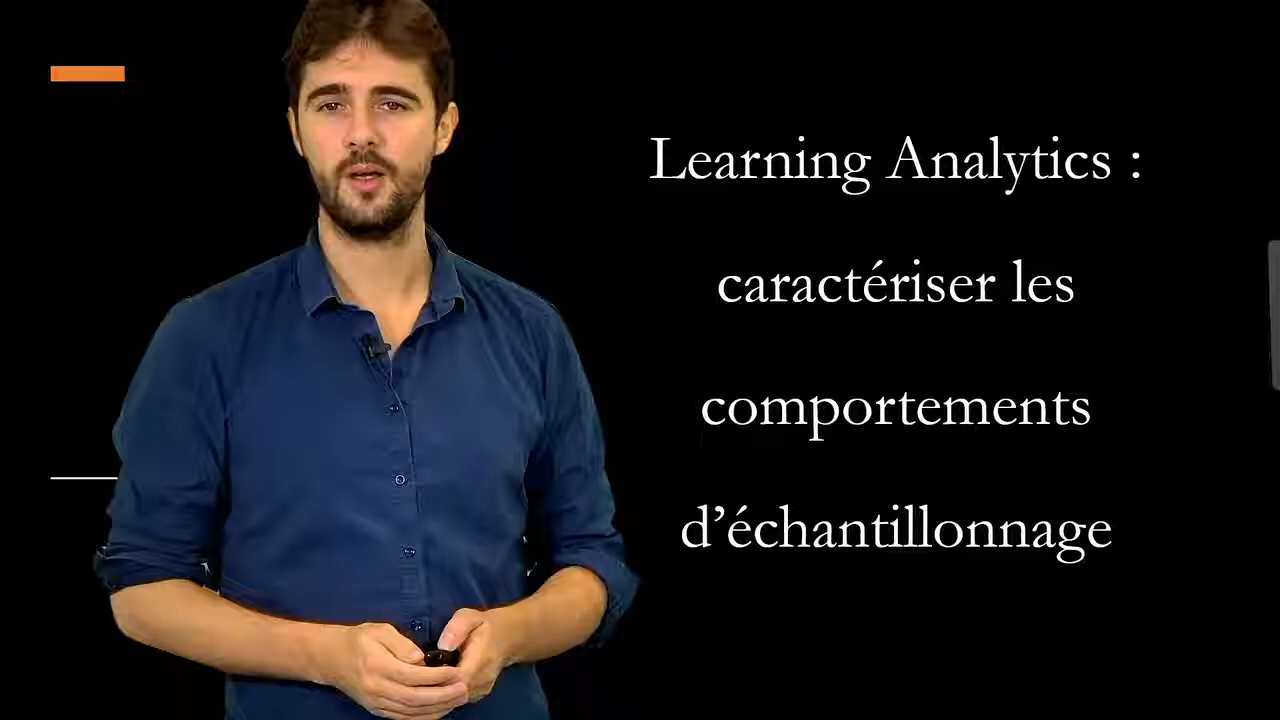 Learning Analytics :
caractériser les
comportements
d’échantillonnage